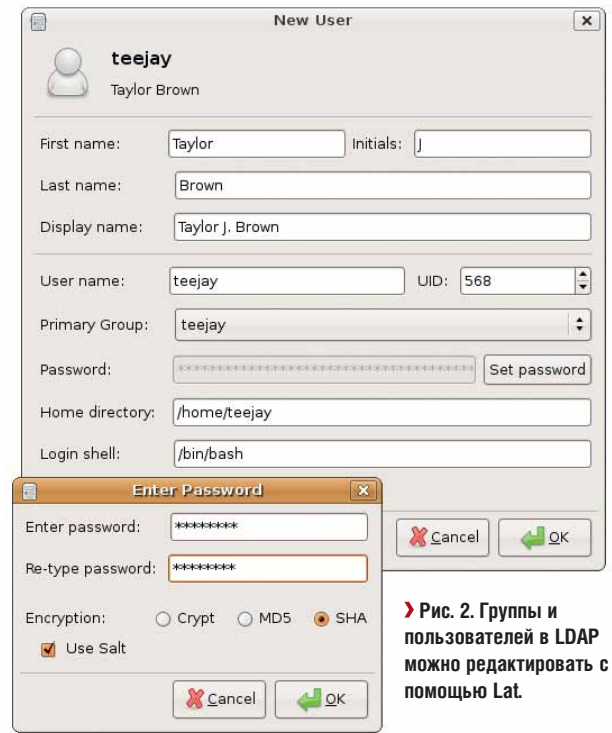 New User
teejay
Taylor Brown
First name: Taylor Initials: J
Last name: Brown
Display name: Taylor J. Brown
User name: teejay UID: 568
Primary Group: teejay
Password: Set password
Home directory: /home/teejay
Login shell: /bin/bash
Cancel OK
Enter Password
Enter password: ********
Re-type password: ********
Encryption: Crypt MD5 SHA
Use Salt
Cancel OK
› Рис. 2. Группы и
пользователей в LDAP
можно редактировать с
помощью Lat.